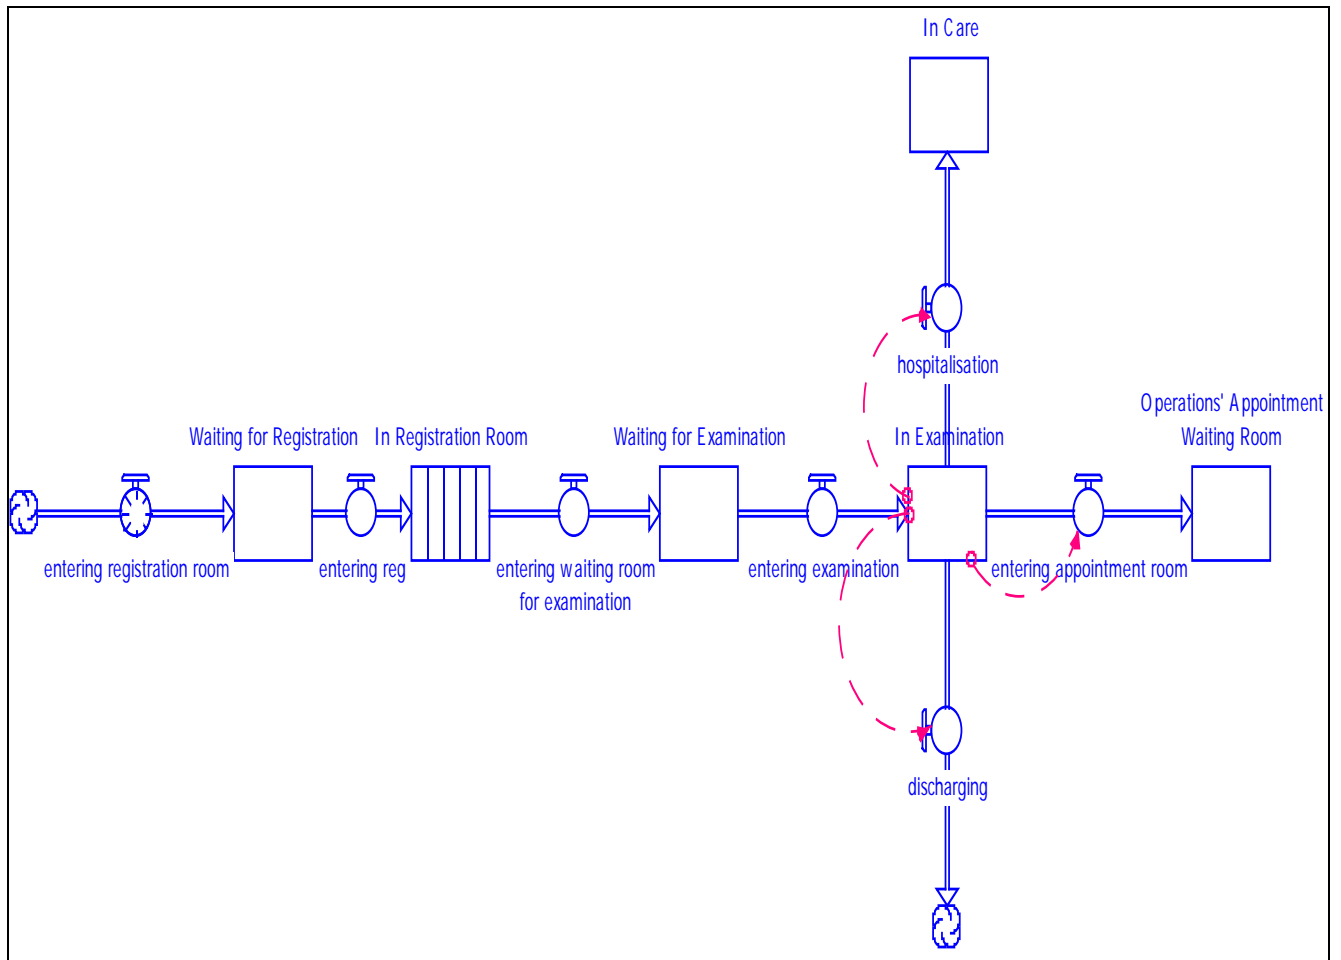 In Care
hospitalisation
Operations' Appointment
Waiting Room
Waiting for Registration
In Registration Room
Waiting for Examination
In Examination
entering registration room
entering reg
entering waiting room
for examination
entering examination
entering appointment room
discharging